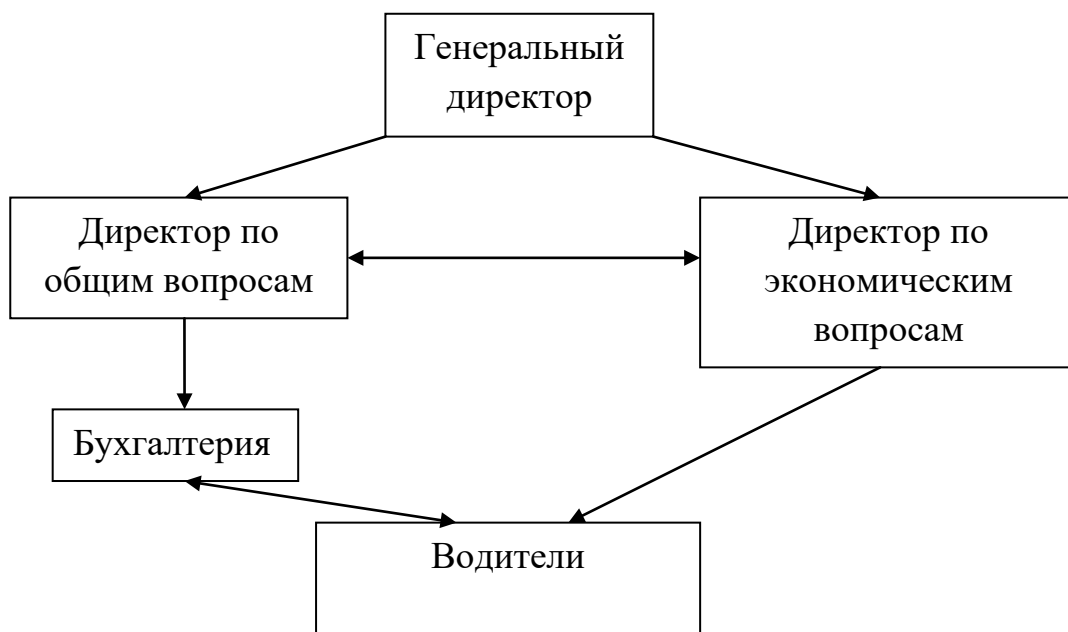 Генеральный
директор
Директор по
общим вопросам
Директор по
экономическим
вопросам
Бухгалтерия
Водители